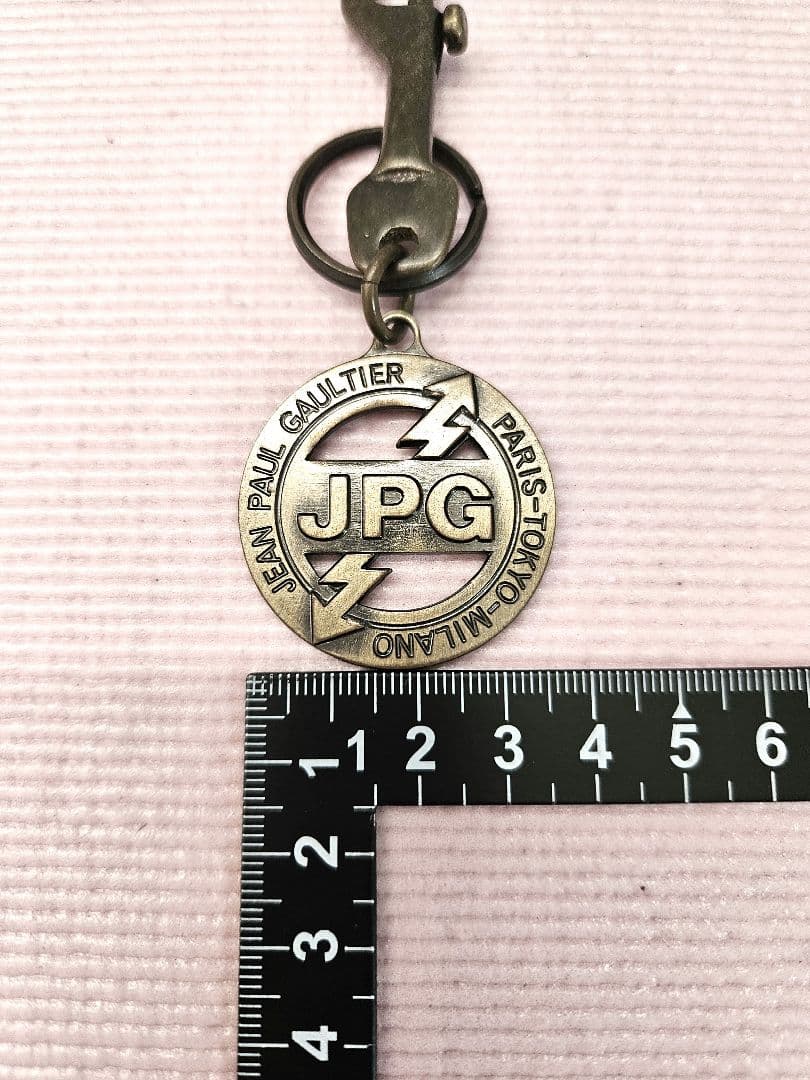 JEAN PAUL GAULTIER
PARIS-TOKYO-MILANO
JPG
1 2 3 4 5 6
1
2
3
4